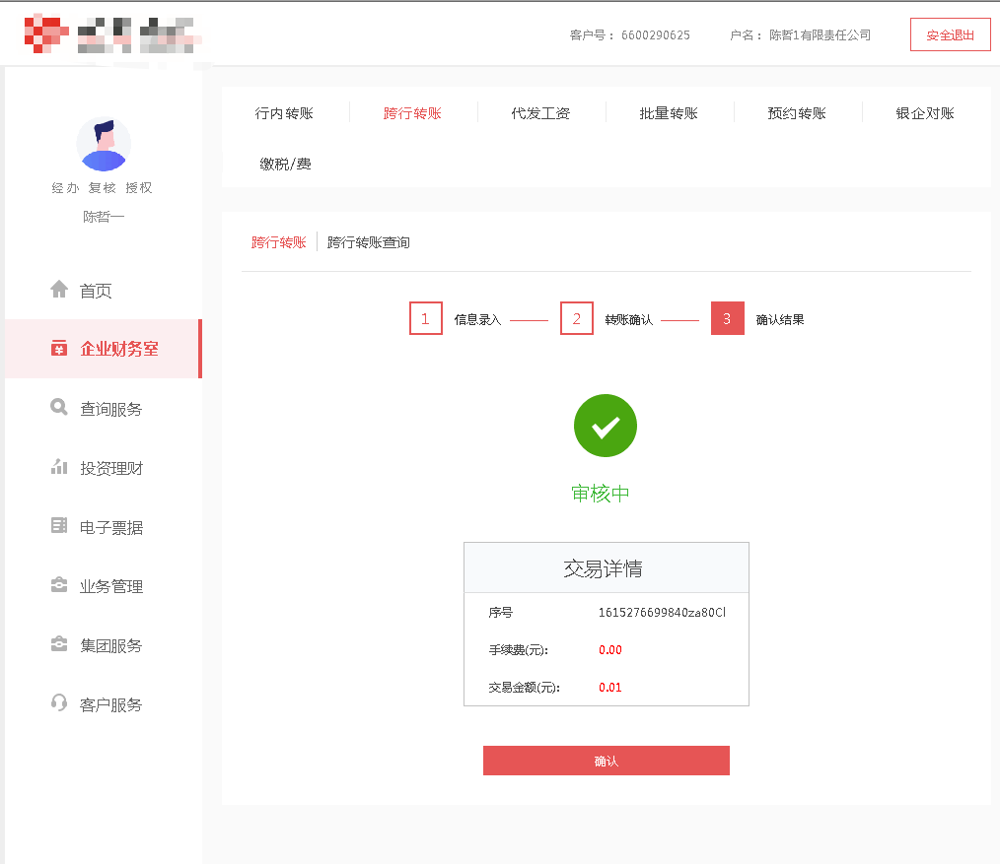 客户号： 6600290625 户名： 陈哲1有限责任公司 安全退出
行内转账 跨行转账 代发工资 批量转账 预约转账 银企对账
缴税/费
经办 复核 授权
陈哲一
首页
企业财务室
查询服务
投资理财
电子票据
业务管理
集团服务
客户服务
跨行转账 跨行转账查询
1 信息录入 2 转账确认 3 确认结果
审核中
交易详情
序号 1615276699840za80Cl
手续费(元): 0.00
交易金额(元): 0.01
确认